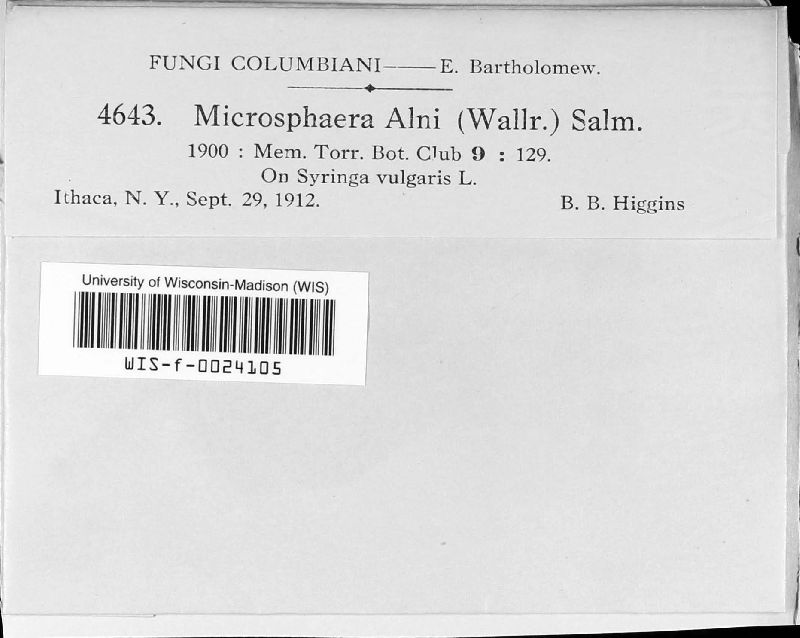 FUNGI COLUMBIANI——E. Bartholomew.
4643. Microsphaera Alni (Wallr.) Salm.
1900 : Mem. Torr. Bot. Club 9 : 129.
On Syringa vulgaris L.
Ithaca, N. Y., Sept. 29, 1912. B. B. Higgins
University of Wisconsin-Madison (WIS)
WIS-f-0024105